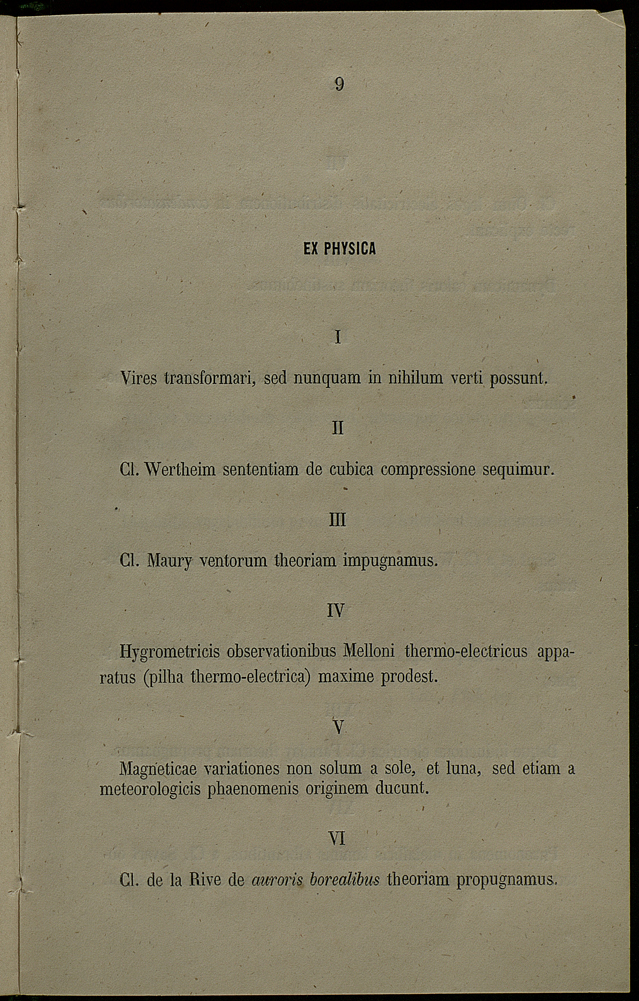 9
EX PHYSICA
I
Vires transformari, sed nunquam in nihilum verti possunt.
II
Cl. Wertheim sententiam de cubica compressione sequimur.
III
Cl. Maury ventorum theoriam impugnamus.
IV
Hygrometricis observationibus Melloni thermo-electricus appa-
ratus (pilha thermo-electrica) maxime prodest.
V
Magneticae variationes non solum a sole, et luna, sed etiam a
meteorologicis phaenomenis originem ducunt.
VI
Cl. de la Rive de auroris borealibus theoriam propugnamus.